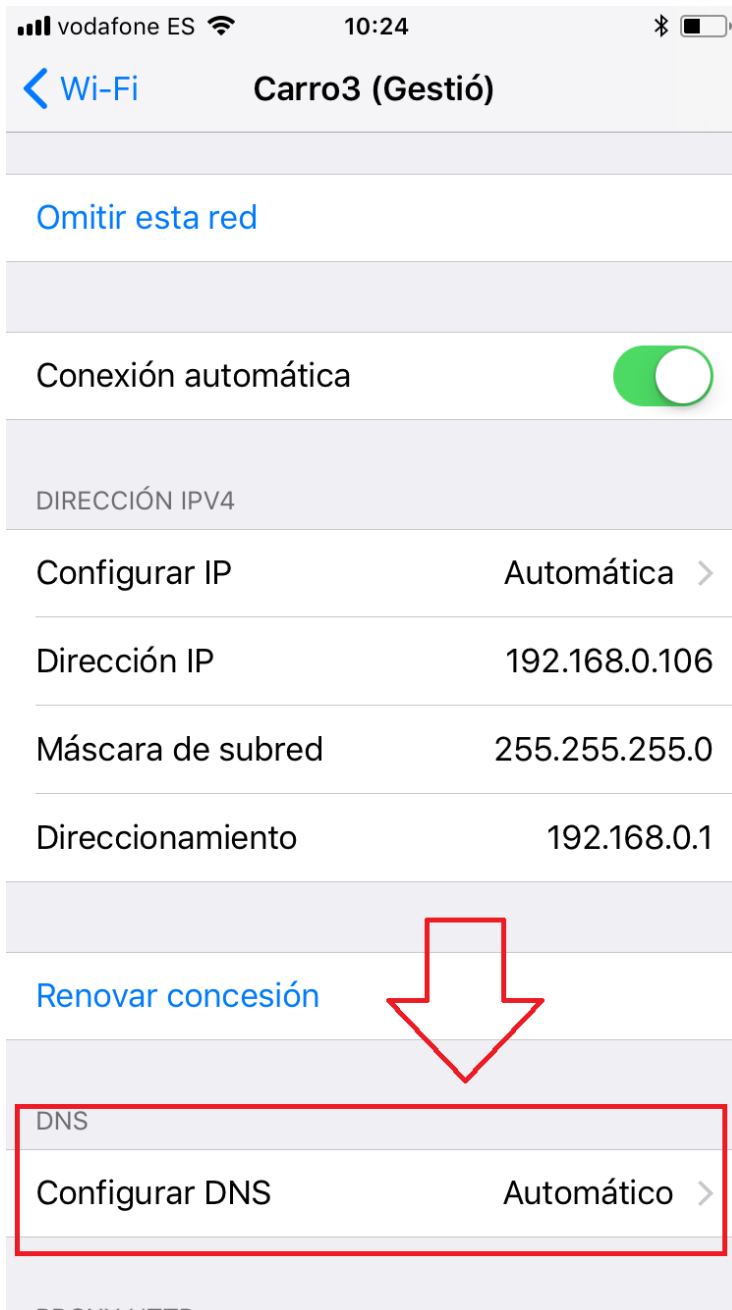 vodafone ES 10:24
Wi-Fi Carro3 (Gestió)
Omitir esta red
Conexión automática
DIRECCIÓN IPV4
Configurar IP Automática
Dirección IP 192.168.0.106
Máscara de subred 255.255.255.0
Direccionamiento 192.168.0.1
Renovar concesión
DNS
Configurar DNS Automático
PROXY HTTP